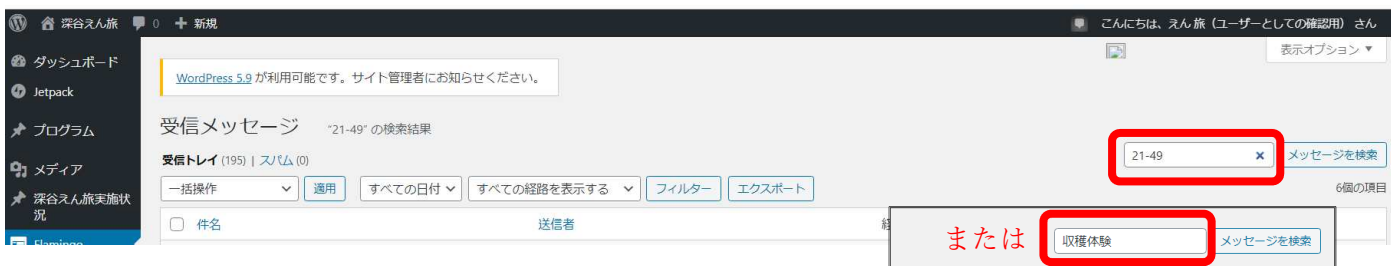 深谷えん旅 0 新規 こんにちは、えん旅（ユーザーとしての確認用） さん
ダッシュボード 表示オプション ▼
WordPress 5.9 が利用可能です。サイト管理者にお知らせください。
Jetpack
プログラム 受信メッセージ "21-49" の検索結果
受信トレイ (195) | スパム (0) 21-49 × メッセージを検索
メディア
一括操作 適用 すべての日付 すべての経路を表示する フィルター エクスポート 6個の項目
深谷えん旅実施状
況
件名 送信者
Flamingo
または 収穫体験 メッセージを検索